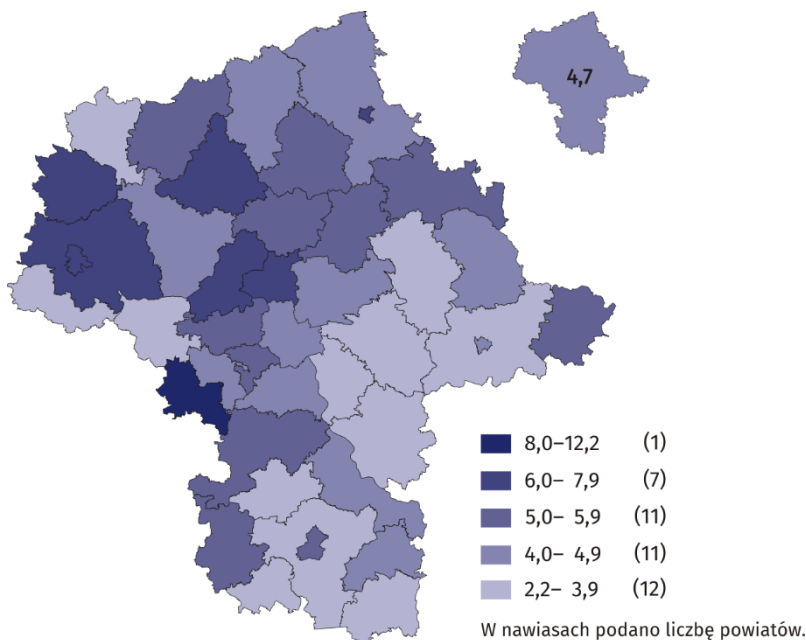 4,7
8,0–12,2 (1)
6,0– 7,9 (7)
5,0– 5,9 (11)
4,0– 4,9 (11)
2,2– 3,9 (12)
W nawiasach podano liczbę powiatów.